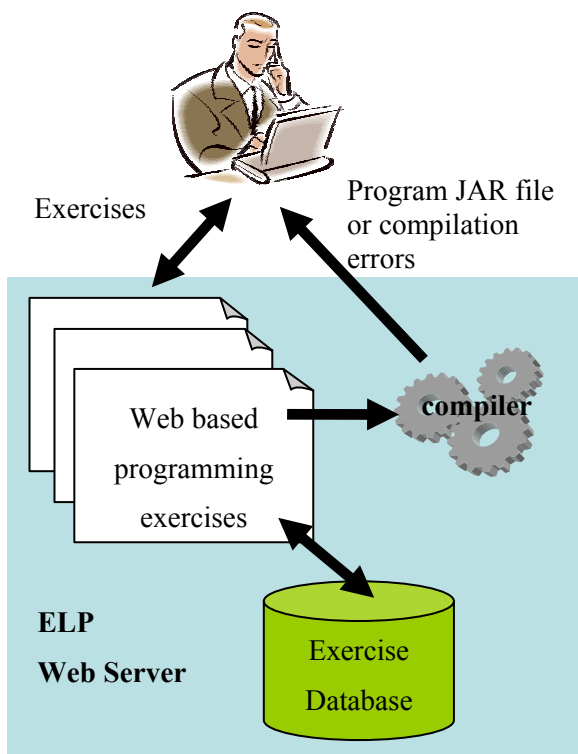 Exercises
Program JAR file
or compilation
errors
Web based
programming
exercises
compiler
ELP
Web Server
Exercise
Database